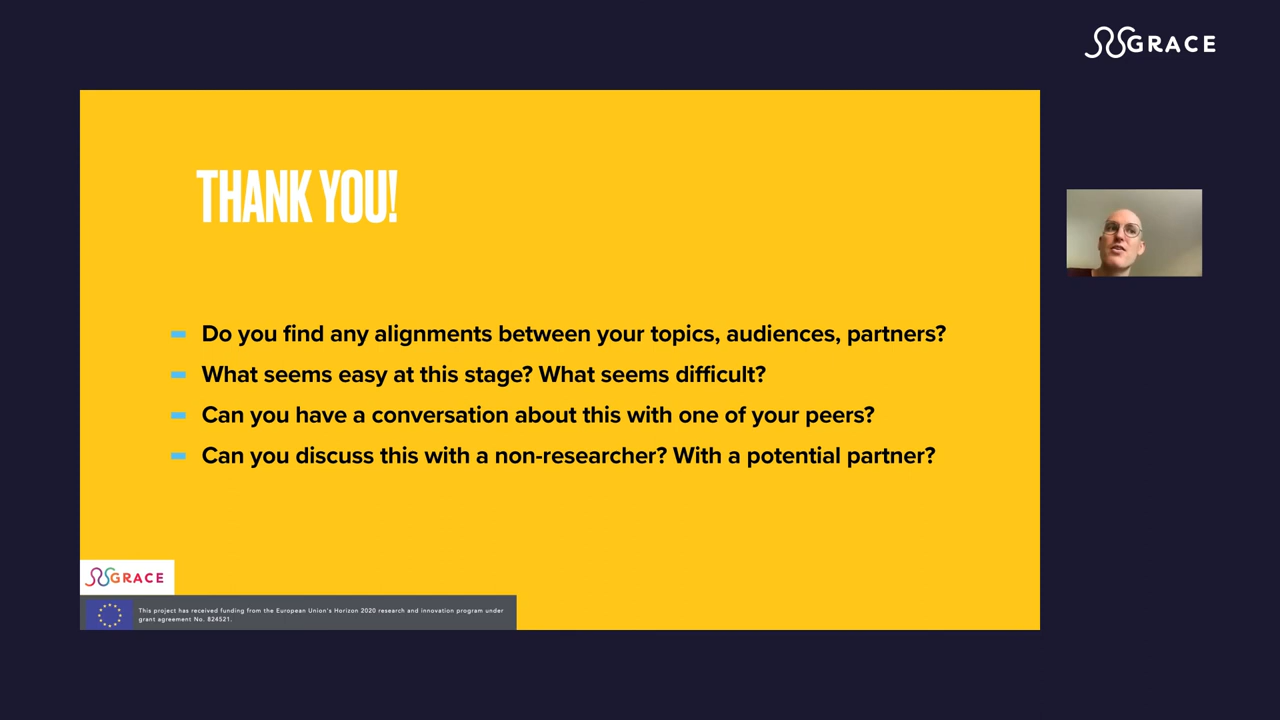 GRACE
THANK YOU!
Do you find any alignments between your topics, audiences, partners?
What seems easy at this stage? What seems difficult?
Can you have a conversation about this with one of your peers?
Can you discuss this with a non-researcher? With a potential partner?
GRACE
This project has received funding from the European Union's Horizon 2020 research and innovation program under
grant agreement No. 824521.